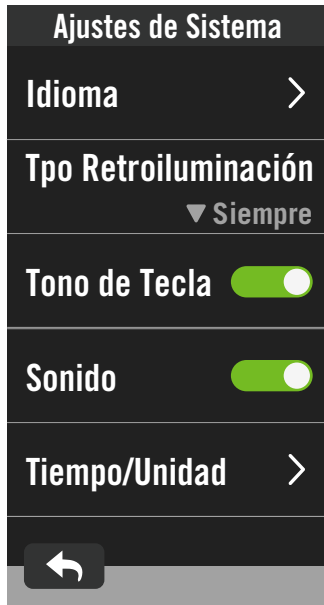 Ajustes de Sistema
Idioma
Tpo Retroiluminación
Siempre
Tono de Tecla
Sonido
Tiempo/Unidad